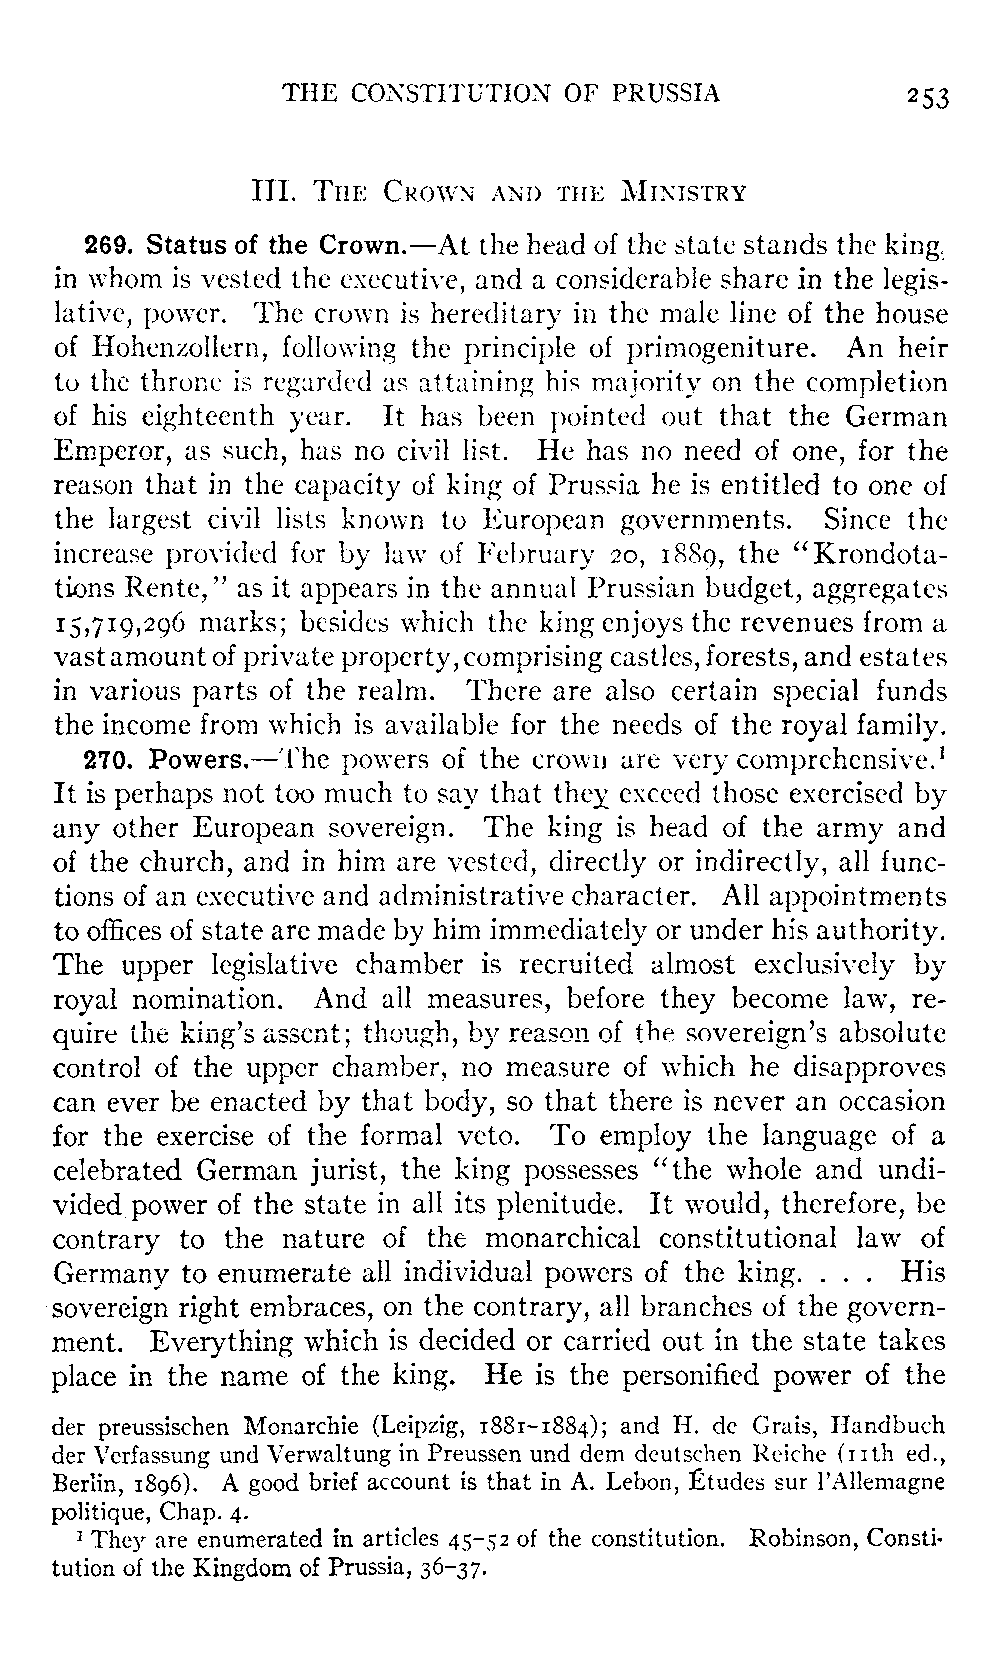 THE CONSTITUTION OF PRUSSIA 253
III. THE CROWN AND THE MINISTRY
269. Status of the Crown.—At the head of the state stands the king,
in whom is vested the executive, and a considerable share in the legis-
lative, power. The crown is hereditary in the male line of the house
of Hohenzollern, following the principle of primogeniture. An heir
to the throne is regarded as attaining his majority on the completion
of his eighteenth year. It has been pointed out that the German
Emperor, as such, has no civil list. He has no need of one, for the
reason that in the capacity of king of Prussia he is entitled to one of
the largest civil lists known to European governments. Since the
increase provided for by law of February 20, 1889, the “Krondota-
tions Rente,” as it appears in the annual Prussian budget, aggregates
15,719,296 marks; besides which the king enjoys the revenues from a
vast amount of private property, comprising castles, forests, and estates
in various parts of the realm. There are also certain special funds
the income from which is available for the needs of the royal family.
270. Powers.—The powers of the crown are very comprehensive.¹
It is perhaps not too much to say that they exceed those exercised by
any other European sovereign. The king is head of the army and
of the church, and in him are vested, directly or indirectly, all func-
tions of an executive and administrative character. All appointments
to offices of state are made by him immediately or under his authority.
The upper legislative chamber is recruited almost exclusively by
royal nomination. And all measures, before they become law, re-
quire the king’s assent; though, by reason of the sovereign’s absolute
control of the upper chamber, no measure of which he disapproves
can ever be enacted by that body, so that there is never an occasion
for the exercise of the formal veto. To employ the language of a
celebrated German jurist, the king possesses “the whole and undi-
vided power of the state in all its plenitude. It would, therefore, be
contrary to the nature of the monarchical constitutional law of
Germany to enumerate all individual powers of the king. . . . His
sovereign right embraces, on the contrary, all branches of the govern-
ment. Everything which is decided or carried out in the state takes
place in the name of the king. He is the personified power of the
der preussischen Monarchie (Leipzig, 1881–1884); and H. de Grais, Handbuch
der Verfassung und Verwaltung in Preussen und dem deutschen Reiche (11th ed.,
Berlin, 1896). A good brief account is that in A. Lebon, Études sur l’Allemagne
politique, Chap. 4.
¹ They are enumerated in articles 45–52 of the constitution. Robinson, Consti-
tution of the Kingdom of Prussia, 36–37.